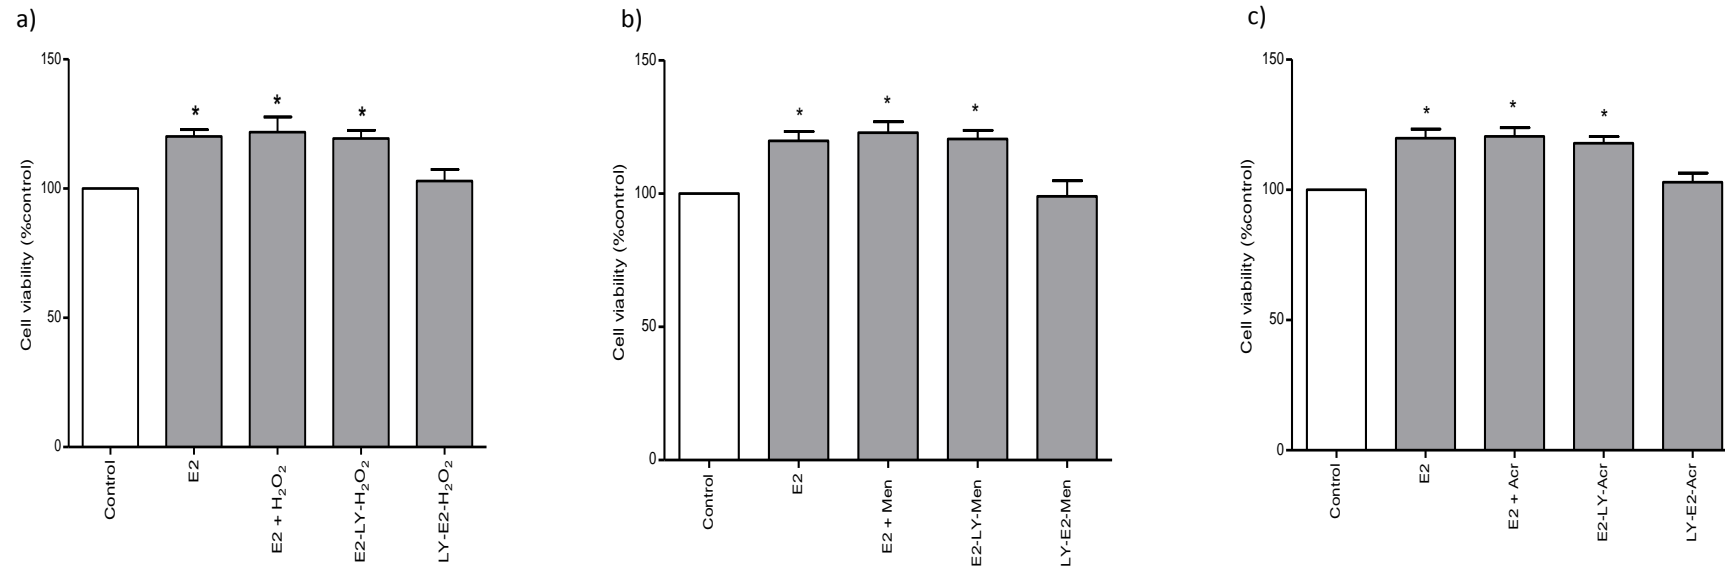 a)
Cell viability (%control)
150
100
50
0
*
*
*
Control
E2
E2 + H₂O₂
E2-LY-H₂O₂
LY-E2-H₂O₂
b)
Cell viability (%control)
150
100
50
0
*
*
*
Control
E2
E2 + Men
E2-LY-Men
LY-E2-Men
c)
Cell viability (%control)
150
100
50
0
*
*
*
Control
E2
E2 + Acr
E2-LY-Acr
LY-E2-Acr